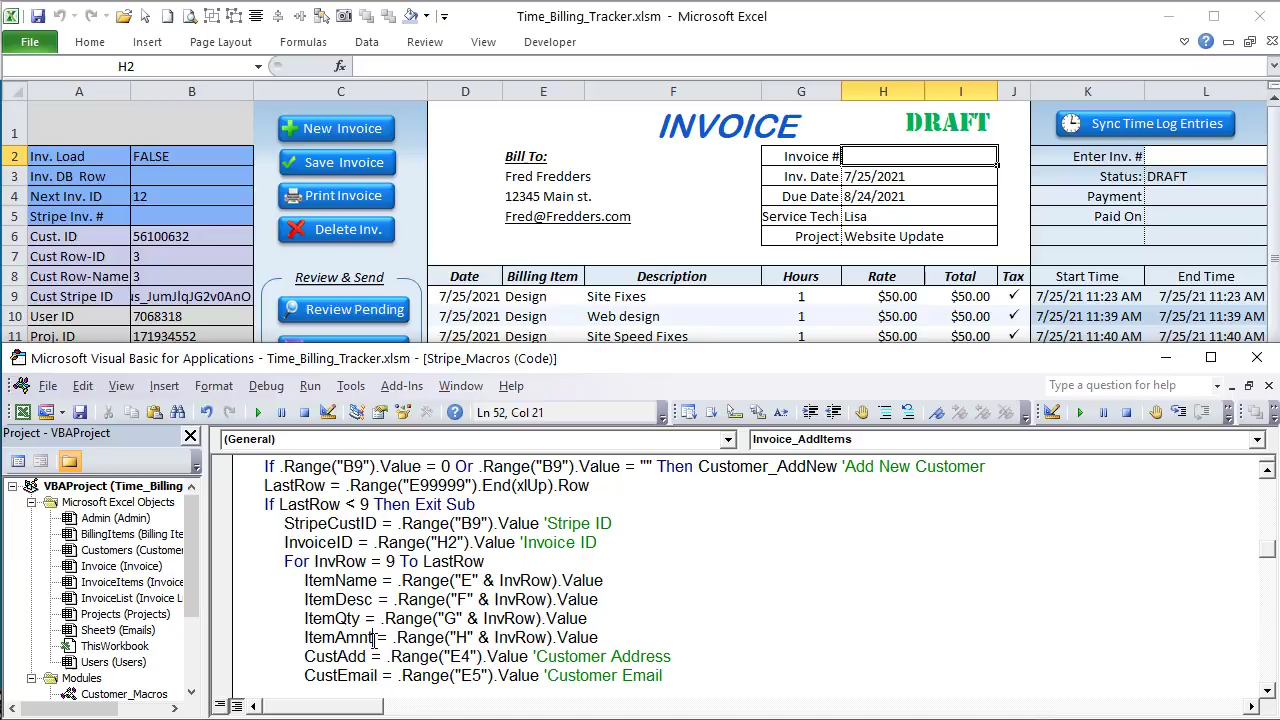 Time_Billing_Tracker.xlsm - Microsoft Excel
File Home Insert Page Layout Formulas Data Review View Developer
H2 fx
A B C D E F G H I J K L
1 New Invoice INVOICE DRAFT Sync Time Log Entries
2 Inv. Load FALSE Save Invoice Bill To: Invoice # Enter Inv. #
3 Inv. DB Row Fred Fredders Inv. Date 7/25/2021 Status: DRAFT
4 Next Inv. ID 12 Print Invoice 12345 Main st. Due Date 8/24/2021 Payment
5 Stripe Inv. # Delete Inv. Fred@Fredders.com Service Tech Lisa Paid On
6 Cust. ID 56100632 Project Website Update
7 Cust Row-ID 3
8 Cust Row-Name 3 Review & Send Date Billing Item Description Hours Rate Total Tax Start Time End Time
9 Cust Stripe ID us_JumJlqJG2v0AnO Review Pending 7/25/2021 Design Site Fixes 1 $50.00 $50.00 ✓ 7/25/21 11:23 AM 7/25/21 11:23 AM
10 User ID 7068318 7/25/2021 Design Web design 1 $50.00 $50.00 ✓ 7/25/21 11:39 AM 7/25/21 11:39 AM
11 Proj. ID 171934552 7/25/2021 Design Site Speed Fixes 1 $50.00 $50.00 ✓ 7/25/21 11:40 AM 7/25/21 11:40 AM
Microsoft Visual Basic for Applications - Time_Billing_Tracker.xlsm - [Stripe_Macros (Code)]
File Edit View Insert Format Debug Run Tools Add-Ins Window Help Type a question for help
Ln 52, Col 21
Project - VBAProject
(General) Invoice_AddItems
VBAProject (Time_Billing
Microsoft Excel Objects
Admin (Admin)
BillingItems (Billing Ite
Customers (Custome
Invoice (Invoice)
InvoiceItems (Invoice
InvoiceList (Invoice L
Projects (Projects)
Sheet9 (Emails)
ThisWorkbook
Users (Users)
Modules
Customer_Macros
If .Range("B9").Value = 0 Or .Range("B9").Value = "" Then Customer_AddNew 'Add New Customer
LastRow = .Range("E99999").End(xlUp).Row
If LastRow < 9 Then Exit Sub
StripeCustID = .Range("B9").Value 'Stripe ID
InvoiceID = .Range("H2").Value 'Invoice ID
For InvRow = 9 To LastRow
ItemName = .Range("E" & InvRow).Value
ItemDesc = .Range("F" & InvRow).Value
ItemQty = .Range("G" & InvRow).Value
ItemAmnt = .Range("H" & InvRow).Value
CustAdd = .Range("E4").Value 'Customer Address
CustEmail = .Range("E5").Value 'Customer Email